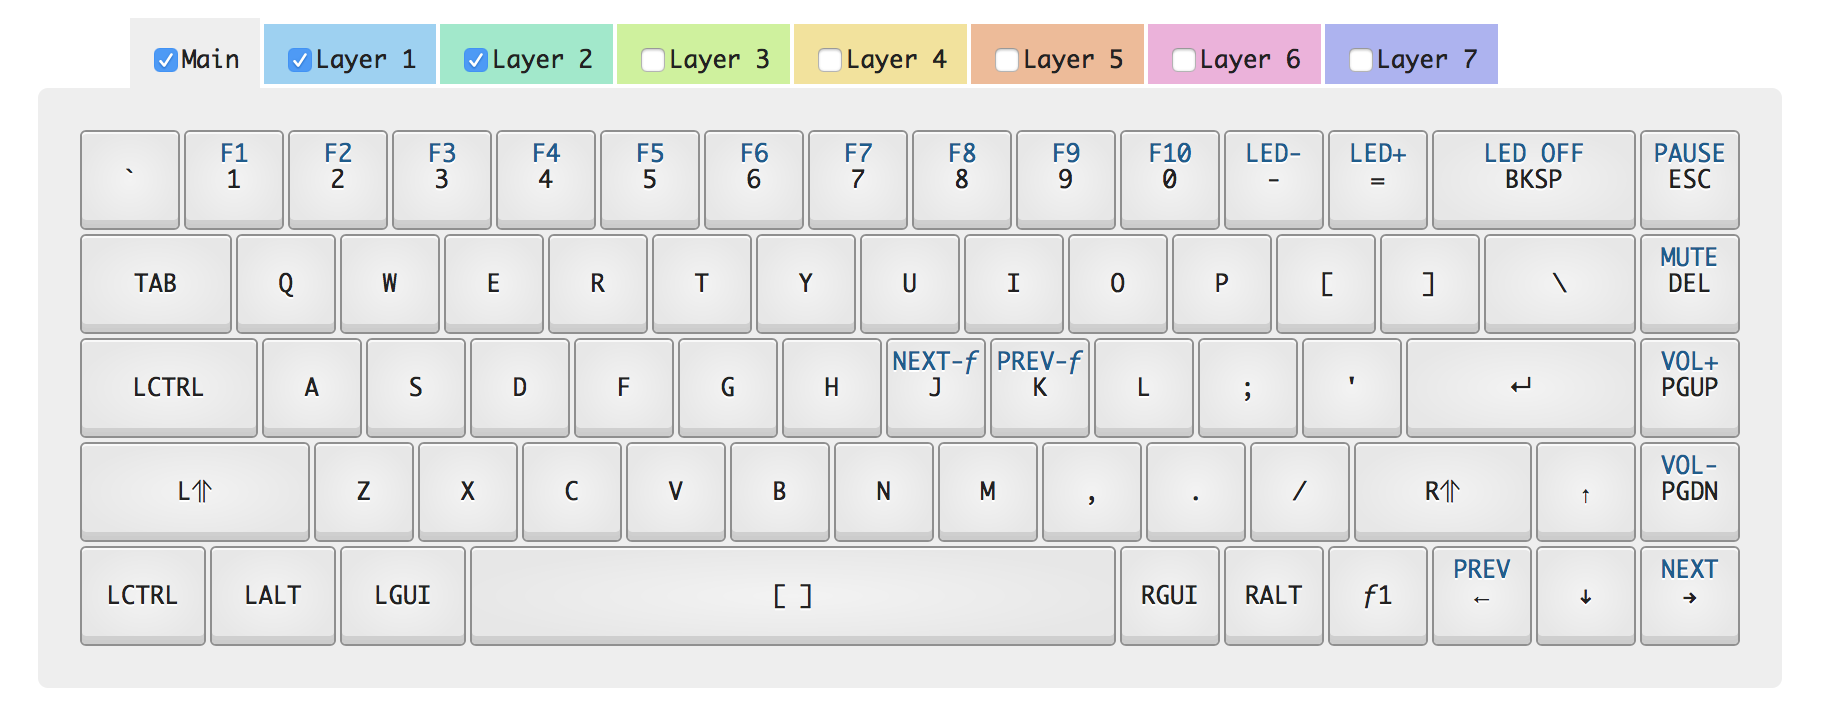 Main Layer 1 Layer 2 Layer 3 Layer 4 Layer 5 Layer 6 Layer 7
F1 F2 F3 F4 F5 F6 F7 F8 F9 F10 LED- LED+ LED OFF PAUSE
` 1 2 3 4 5 6 7 8 9 0 - = BKSP ESC
MUTE
TAB Q W E R T Y U I O P [ ] \ DEL
NEXT-f PREV-f VOL+
LCTRL A S D F G H J K L ; ' ↵ PGUP
VOL-
L⇑ Z X C V B N M , . / R⇑ ↑ PGDN
PREV NEXT
LCTRL LALT LGUI [ ] RGUI RALT f1 ← ↓ →